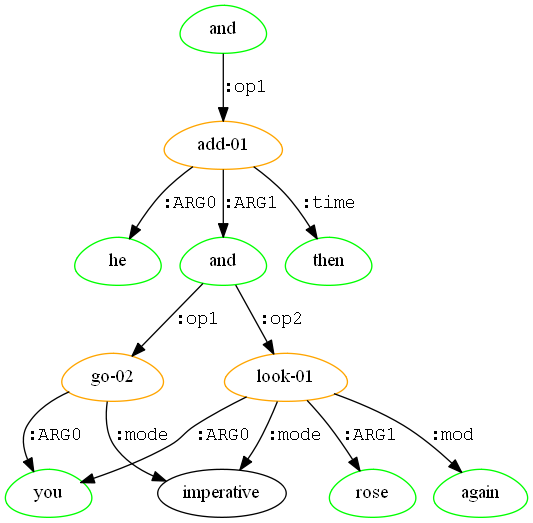 and
:op1
add-01
:ARG0 :ARG1 :time
he and then
:op1 :op2
go-02 look-01
:ARG0 :mode :ARG0 :mode :ARG1 :mod
you imperative rose again